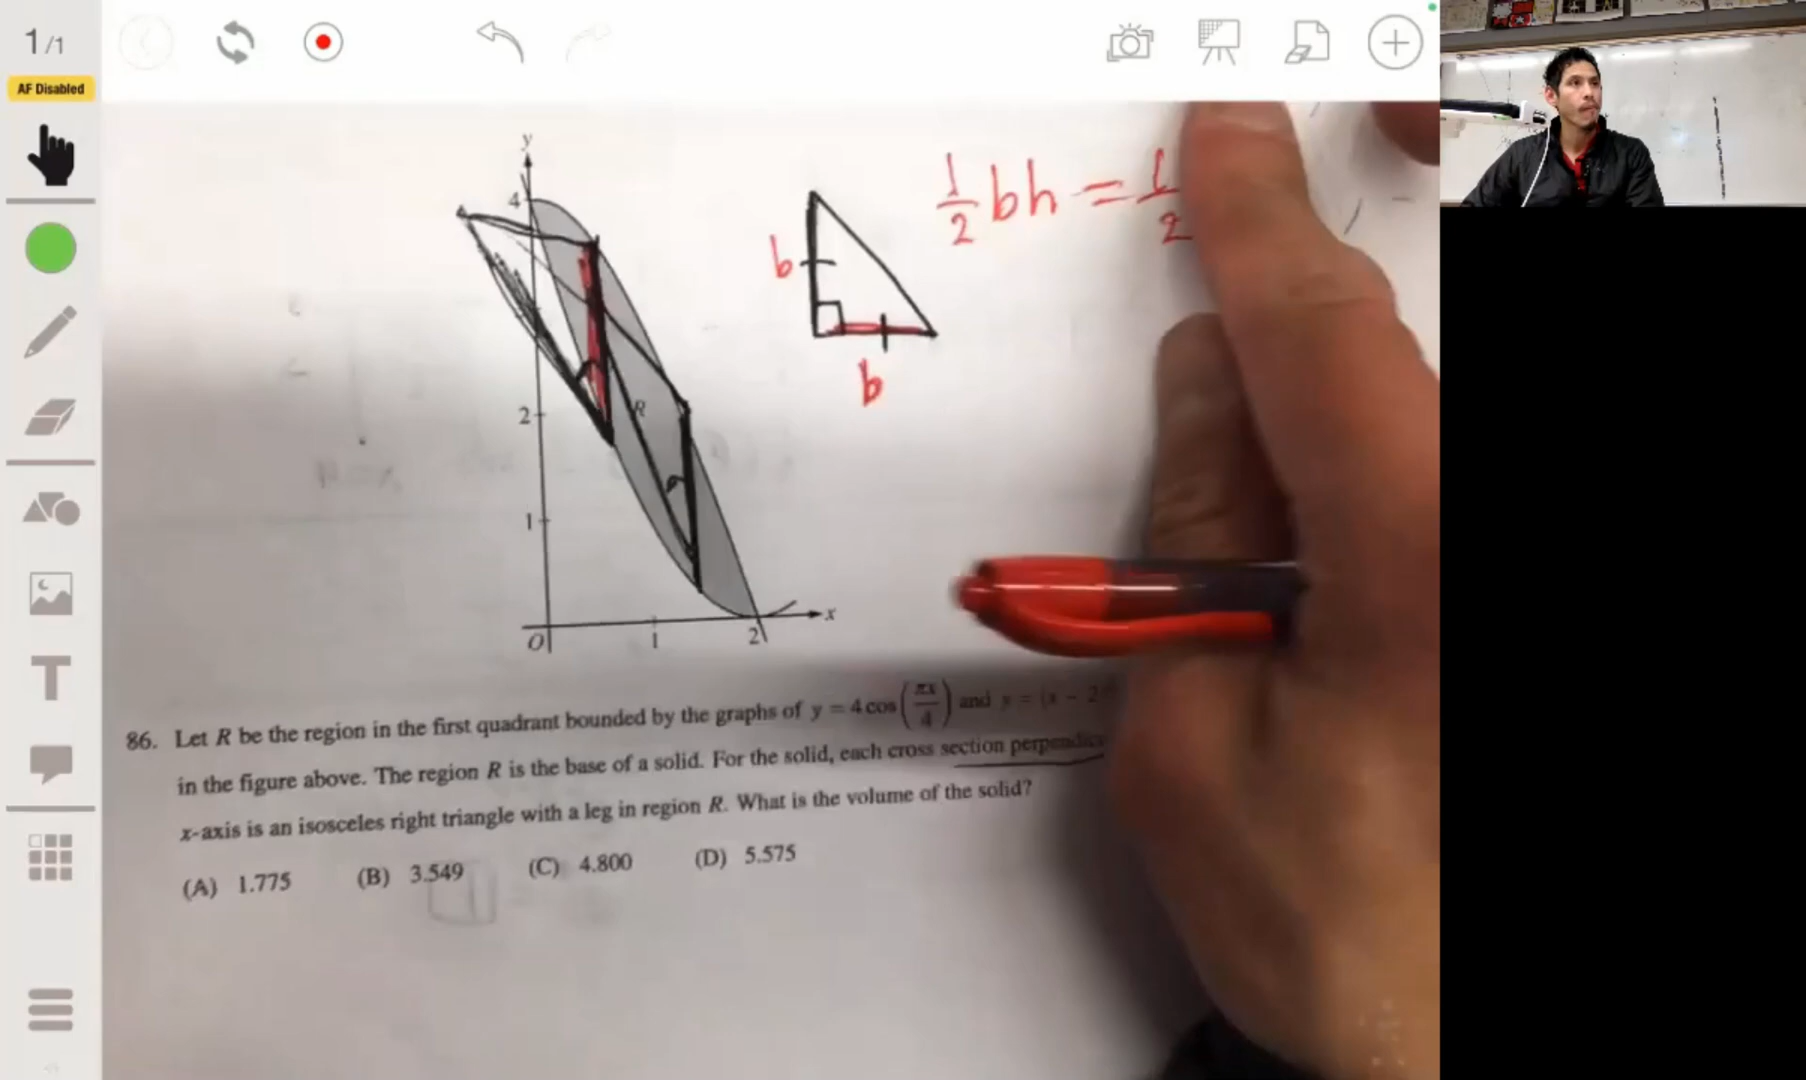 1/1
AF Disabled
T
y
4
2
1
R
O
1
2
x
b
b
1/2 bh = 1/2
86. Let R be the region in the first quadrant bounded by the graphs of y = 4 cos(πx/4) and y = (x − 2)
in the figure above. The region R is the base of a solid. For the solid, each cross section
x-axis is an isosceles right triangle with a leg in region R. What is the volume of the solid?
(A) 1.775 (B) 3.549 (C) 4.800 (D) 5.575